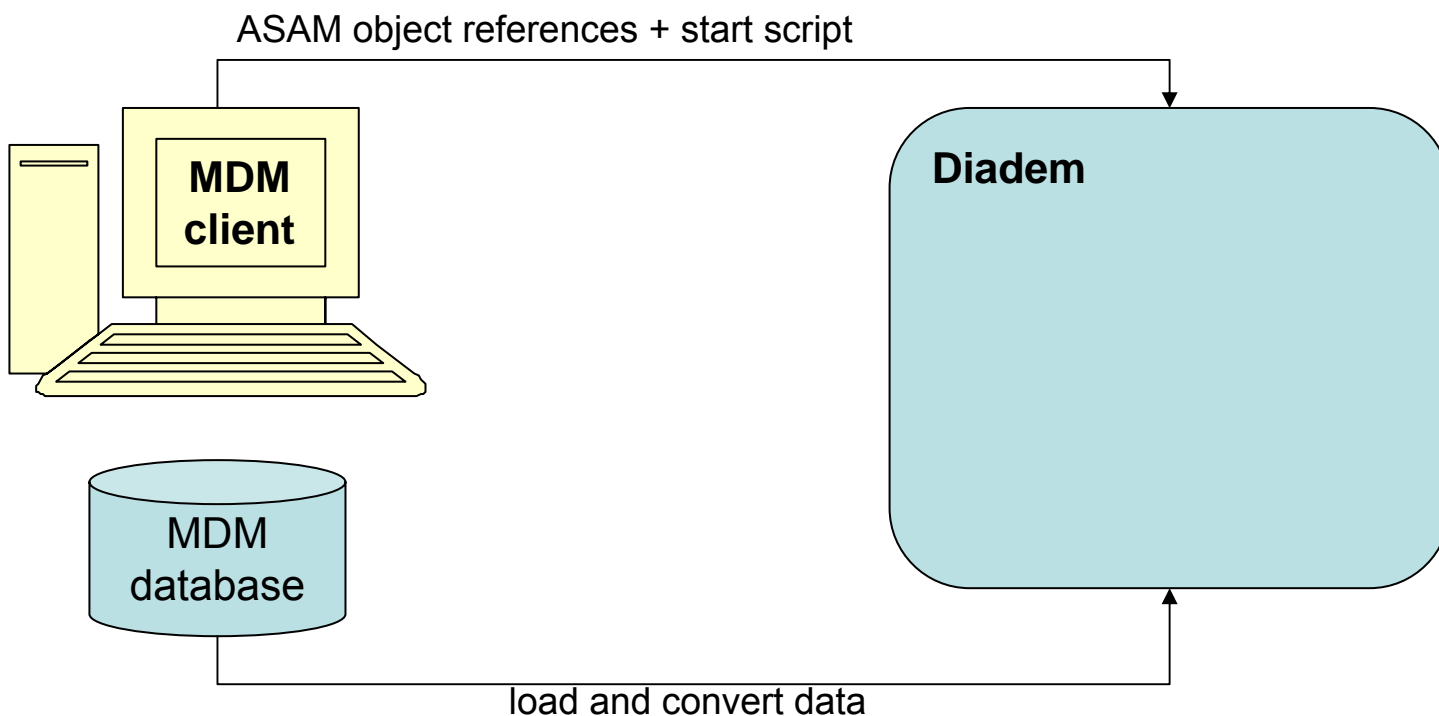 ASAM object references + start script
MDM
client
Diadem
MDM
database
load and convert data